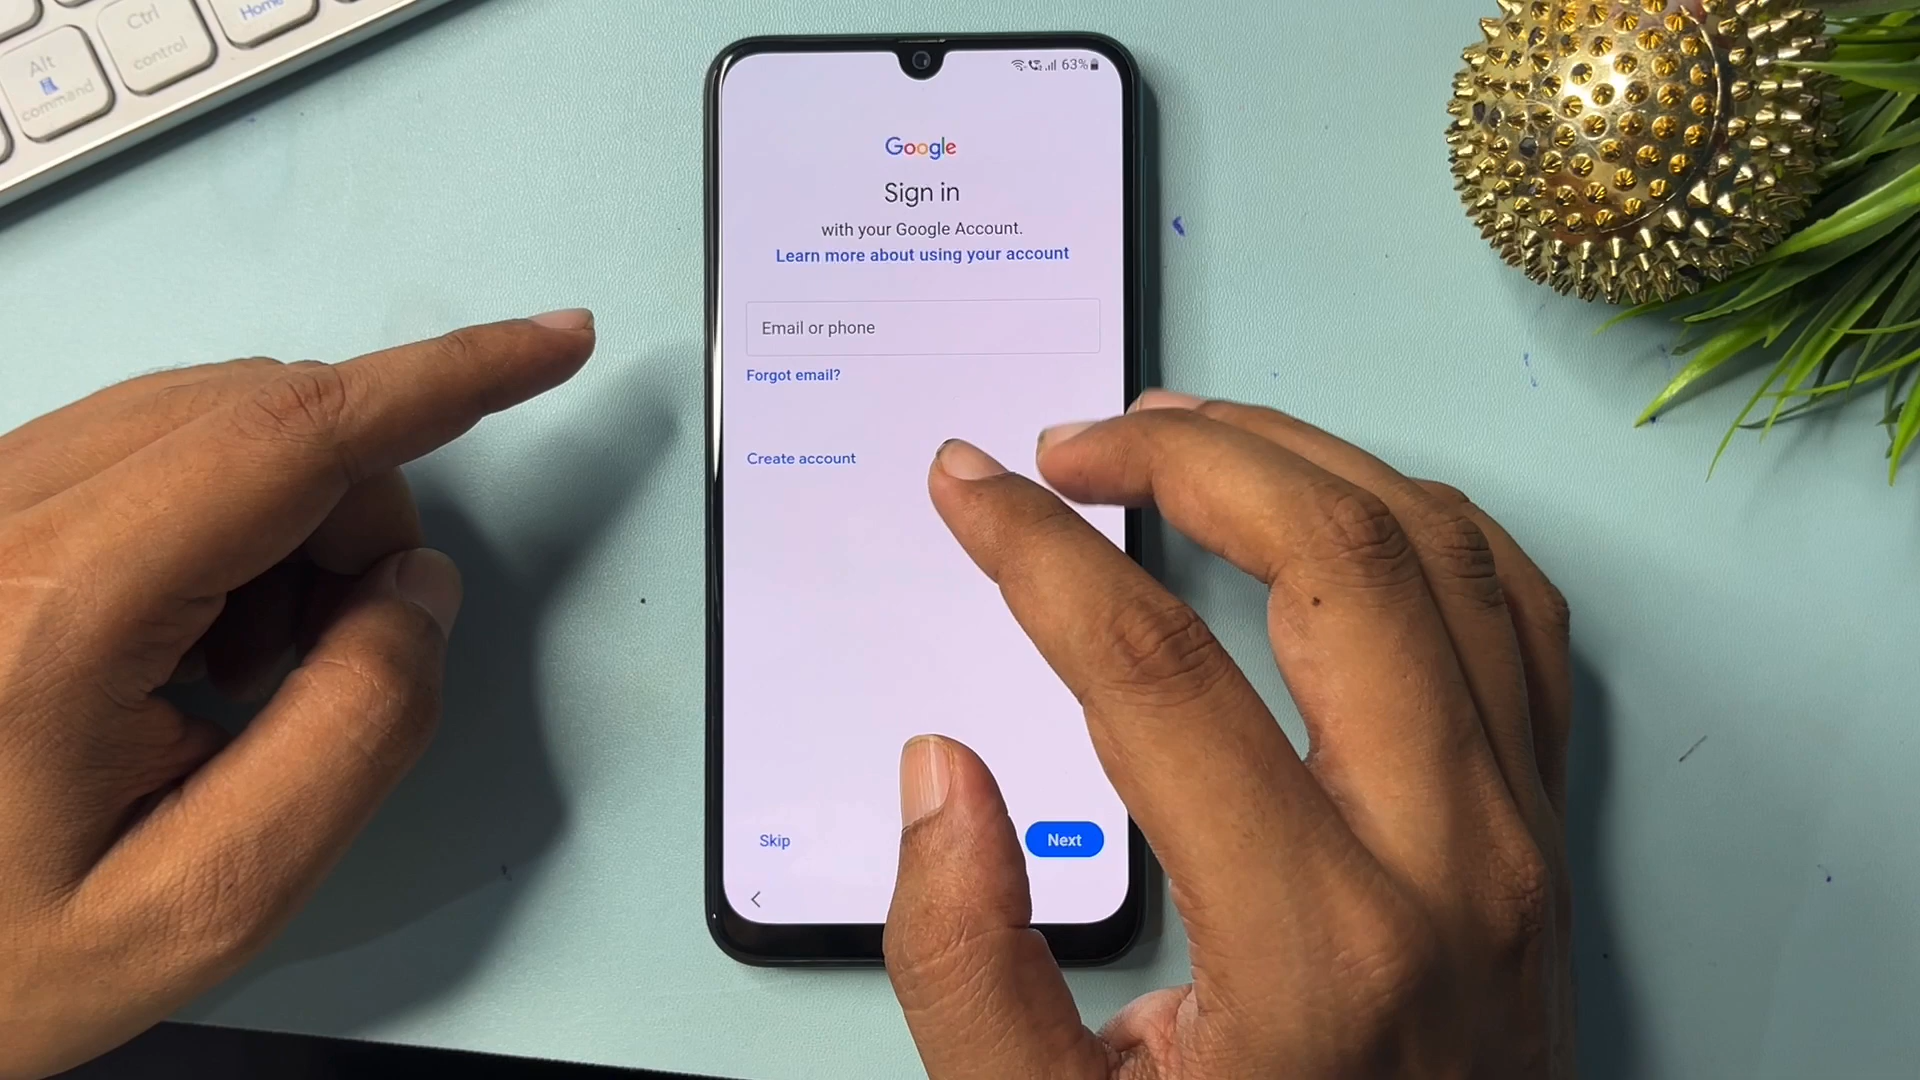 Ctrl
control
Home
Alt
command
63%
Google
Sign in
with your Google Account.
Learn more about using your account
Email or phone
Forgot email?
Create account
Skip
Next